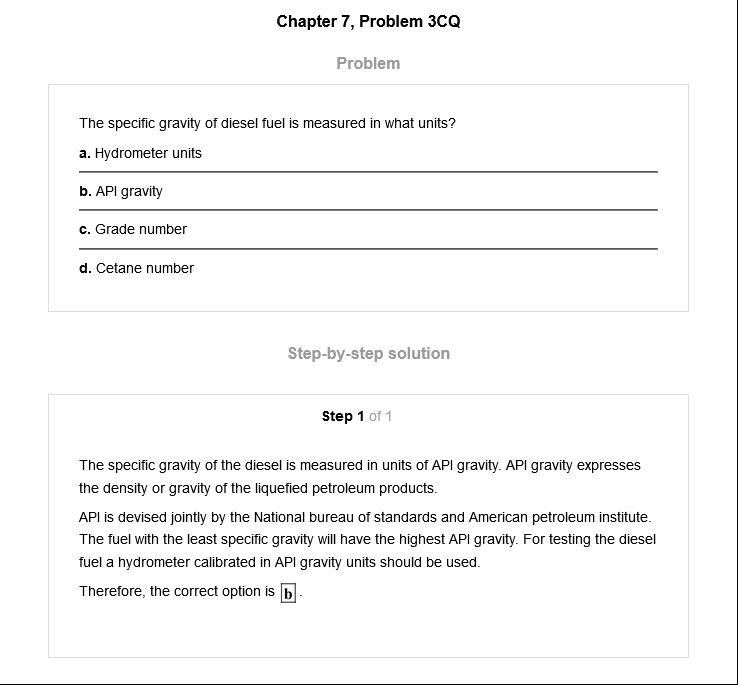 Chapter 7, Problem 3CQ
Problem
The specific gravity of diesel fuel is measured in what units?
a. Hydrometer units
b. API gravity
c. Grade number
d. Cetane number
Step-by-step solution
Step 1 of 1
The specific gravity of the diesel is measured in units of API gravity. API gravity expresses
the density or gravity of the liquefied petroleum products.
API is devised jointly by the National bureau of standards and American petroleum institute.
The fuel with the least specific gravity will have the highest API gravity. For testing the diesel
fuel a hydrometer calibrated in API gravity units should be used.
Therefore, the correct option is b.